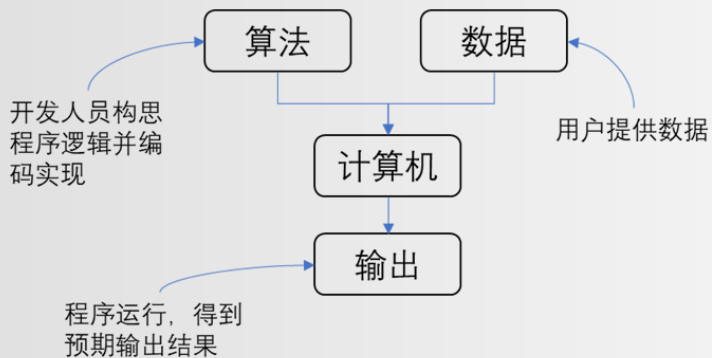 算法
数据
开发人员构思
程序逻辑并编
码实现
用户提供数据
计算机
输出
程序运行，得到
预期输出结果